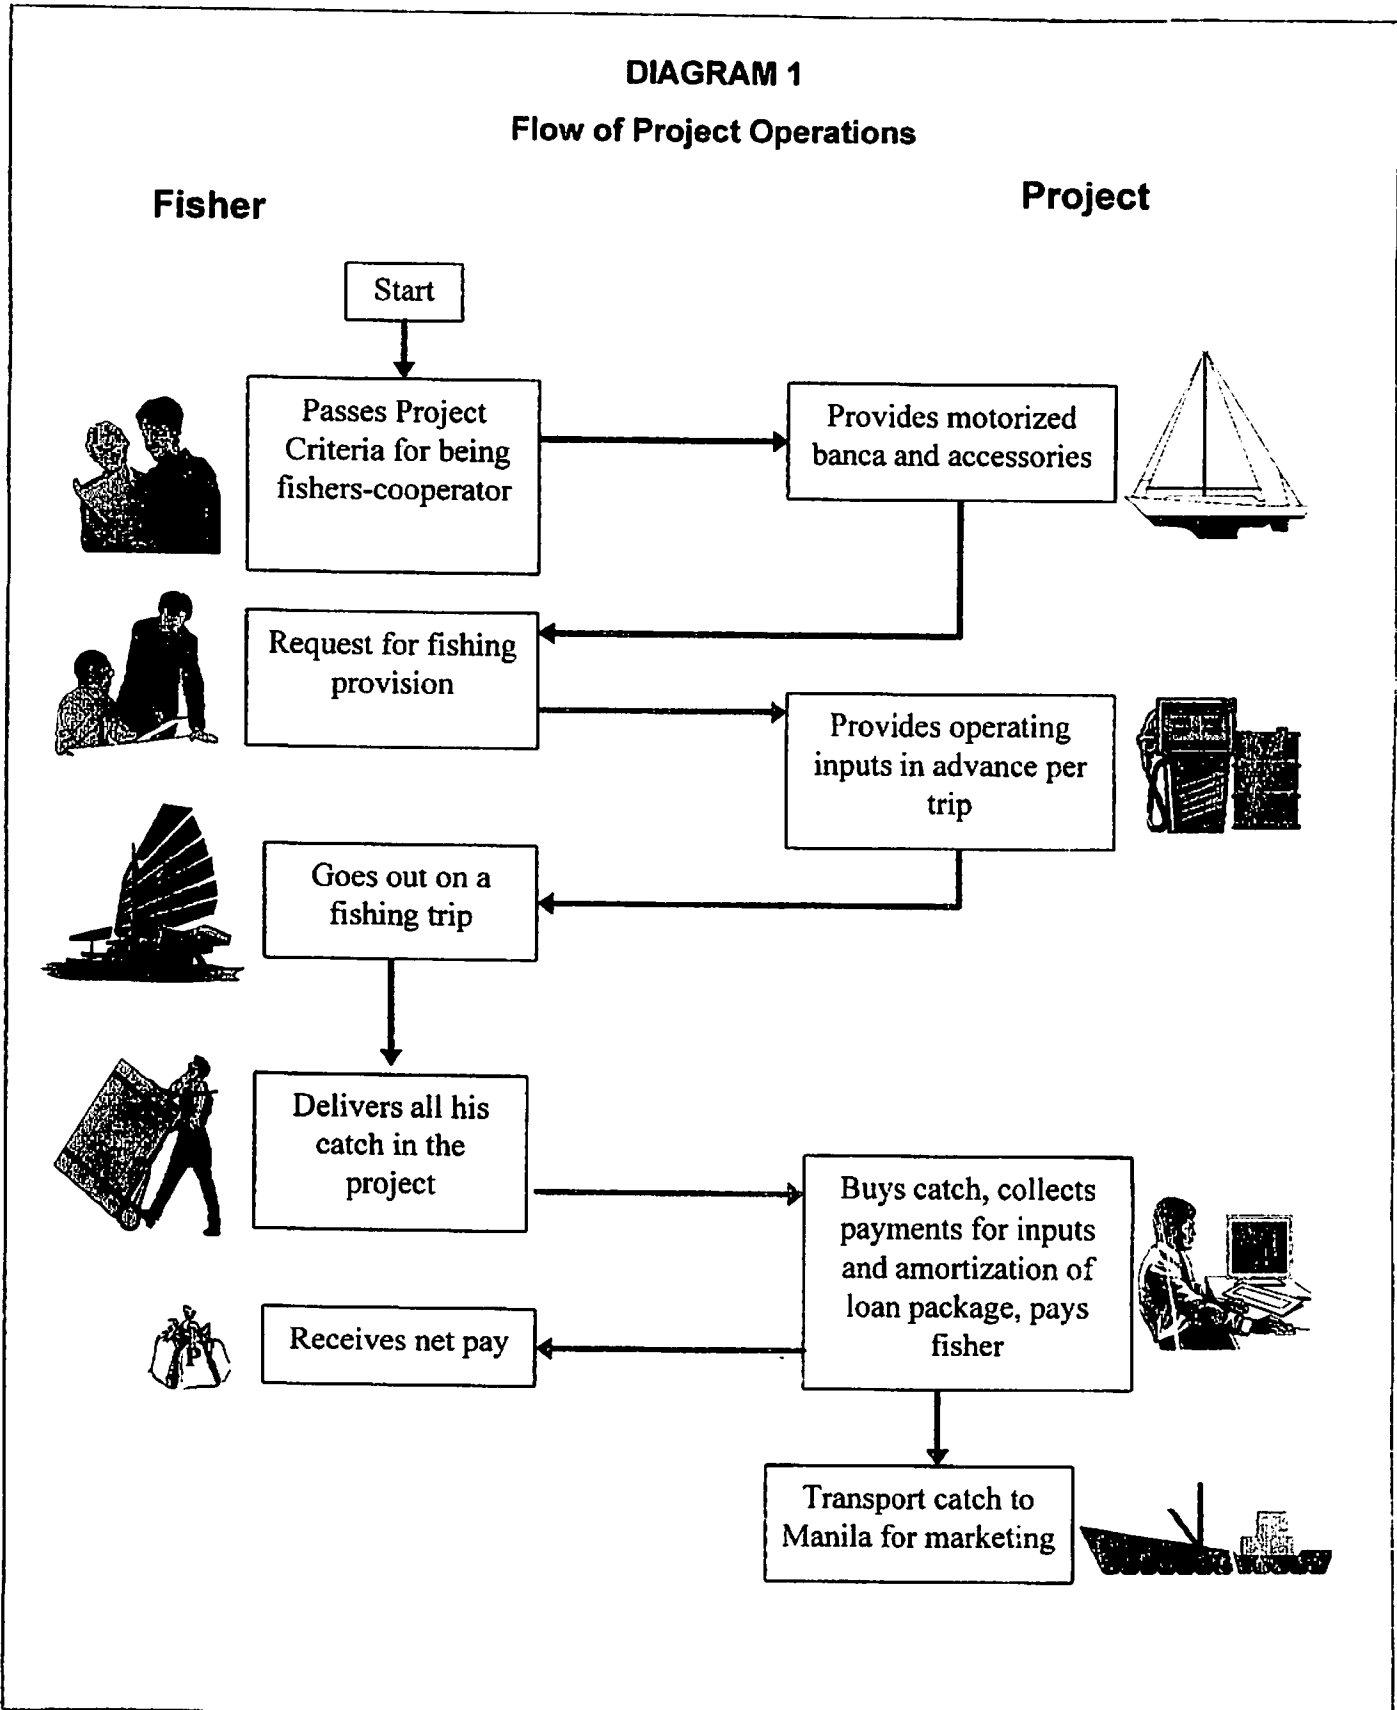 DIAGRAM 1
Flow of Project Operations
Fisher
Project
Start
Passes Project
Criteria for being
fishers-cooperator
Provides motorized
banca and accessories
Request for fishing
provision
Provides operating
inputs in advance per
trip
Goes out on a
fishing trip
Delivers all his
catch in the
project
Buys catch, collects
payments for inputs
and amortization of
loan package, pays
fisher
Receives net pay
P
Transport catch to
Manila for marketing